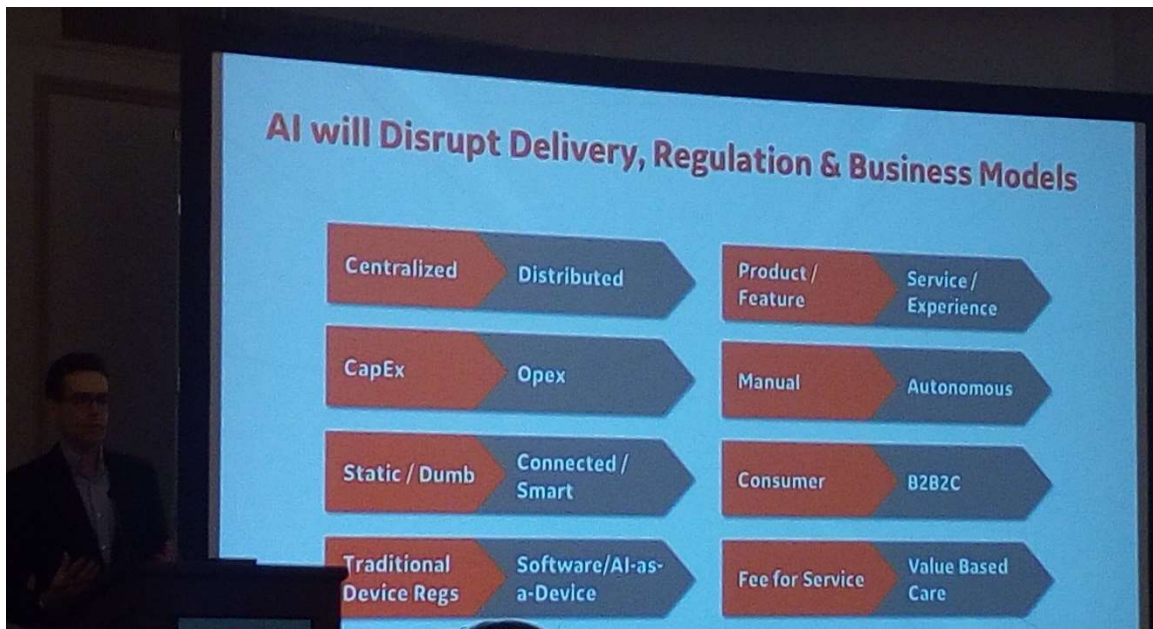 AI will Disrupt Delivery, Regulation & Business Models
Centralized
Distributed
Product /
Feature
Service /
Experience
CapEx
Opex
Manual
Autonomous
Static / Dumb
Connected /
Smart
Consumer
B2B2C
Traditional
Device Regs
Software/AI-as-
a-Device
Fee for Service
Value Based
Care